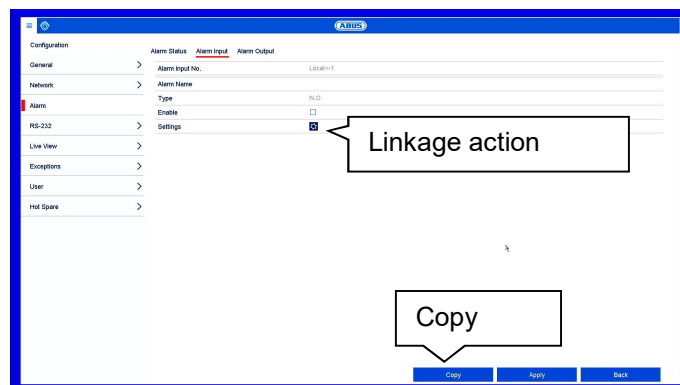 ABUS
Configuration
Alarm Status Alarm Input Alarm Output
General
Alarm Input No. Local<-1
Network
Alarm Name
Type N.O
Alarm
Enable
RS-232
Settings
Linkage action
Live View
Exceptions
User
Hot Spare
Copy
Copy Apply Back